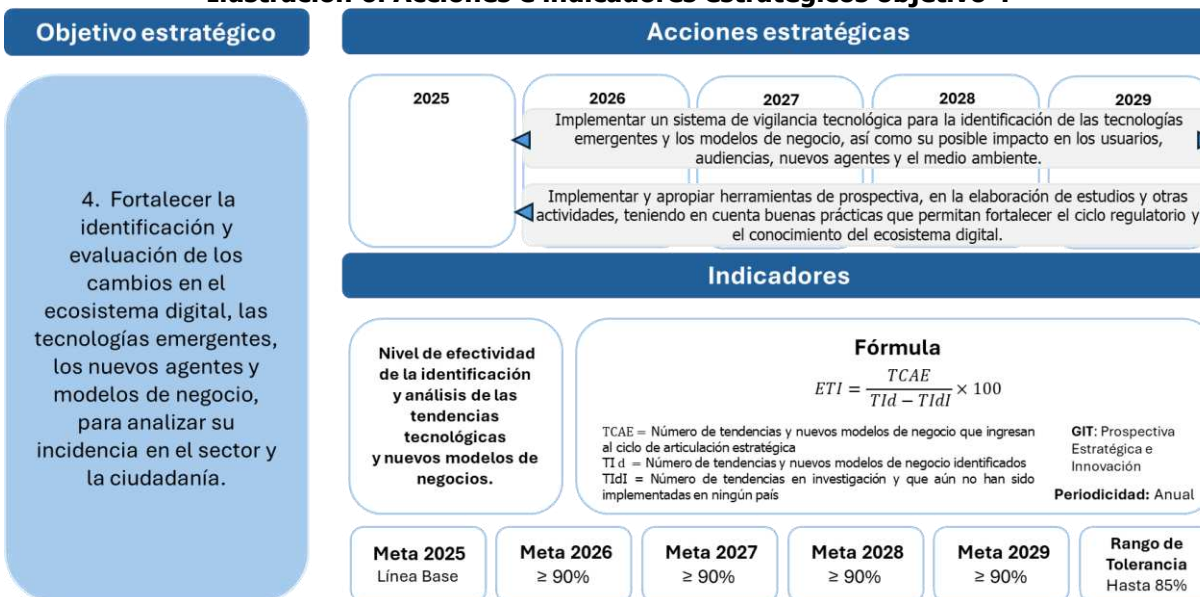 Ilustración 6. Acciones e indicadores estratégicos objetivo 4
Objetivo estratégico
Acciones estratégicas
4. Fortalecer la
identificación y
evaluación de los
cambios en el
ecosistema digital, las
tecnologías emergentes,
los nuevos agentes y
modelos de negocio,
para analizar su
incidencia en el sector y
la ciudadanía.
2025
2026
2027
2028
2029
Implementar un sistema de vigilancia tecnológica para la identificación de las tecnologías
emergentes y los modelos de negocio, así como su posible impacto en los usuarios,
audiencias, nuevos agentes y el medio ambiente.
Implementar y apropiar herramientas de prospectiva, en la elaboración de estudios y otras
actividades, teniendo en cuenta buenas prácticas que permitan fortalecer el ciclo regulatorio y
el conocimiento del ecosistema digital.
Indicadores
Nivel de efectividad
de la identificación
y análisis de las
tendencias
tecnológicas
y nuevos modelos de
negocios.
Fórmula
ETI = TCAE / (TId − TIdI) × 100
TCAE = Número de tendencias y nuevos modelos de negocio que ingresan
al ciclo de articulación estratégica
TI d = Número de tendencias y nuevos modelos de negocio identificados
TIdI = Número de tendencias en investigación y que aún no han sido
implementadas en ningún país
GIT: Prospectiva
Estratégica e
Innovación
Periodicidad: Anual
Meta 2025
Línea Base
Meta 2026
≥ 90%
Meta 2027
≥ 90%
Meta 2028
≥ 90%
Meta 2029
≥ 90%
Rango de
Tolerancia
Hasta 85%